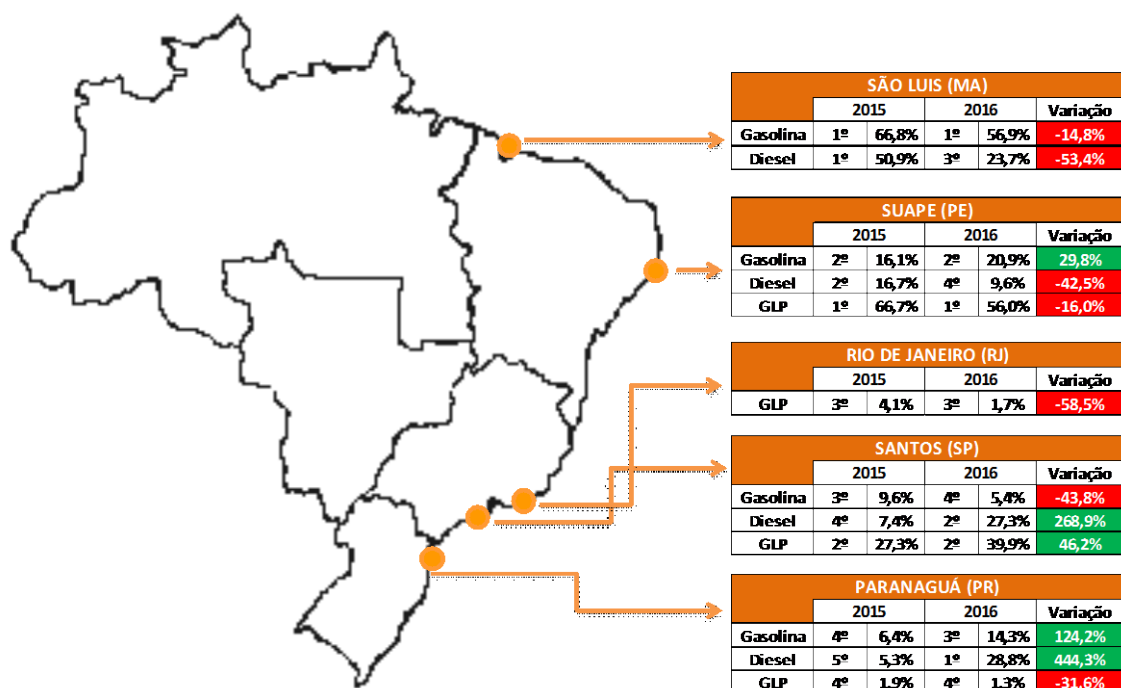 SÃO LUIS (MA)
2015 2016 Variação
Gasolina 1º 66,8% 1º 56,9% -14,8%
Diesel 1º 50,9% 3º 23,7% -53,4%
SUAPE (PE)
2015 2016 Variação
Gasolina 2º 16,1% 2º 20,9% 29,8%
Diesel 2º 16,7% 4º 9,6% -42,5%
GLP 1º 66,7% 1º 56,0% -16,0%
RIO DE JANEIRO (RJ)
2015 2016 Variação
GLP 3º 4,1% 3º 1,7% -58,5%
SANTOS (SP)
2015 2016 Variação
Gasolina 3º 9,6% 4º 5,4% -43,8%
Diesel 4º 7,4% 2º 27,3% 268,9%
GLP 2º 27,3% 2º 39,9% 46,2%
PARANAGUÁ (PR)
2015 2016 Variação
Gasolina 4º 6,4% 3º 14,3% 124,2%
Diesel 5º 5,3% 1º 28,8% 444,3%
GLP 4º 1,9% 4º 1,3% -31,6%